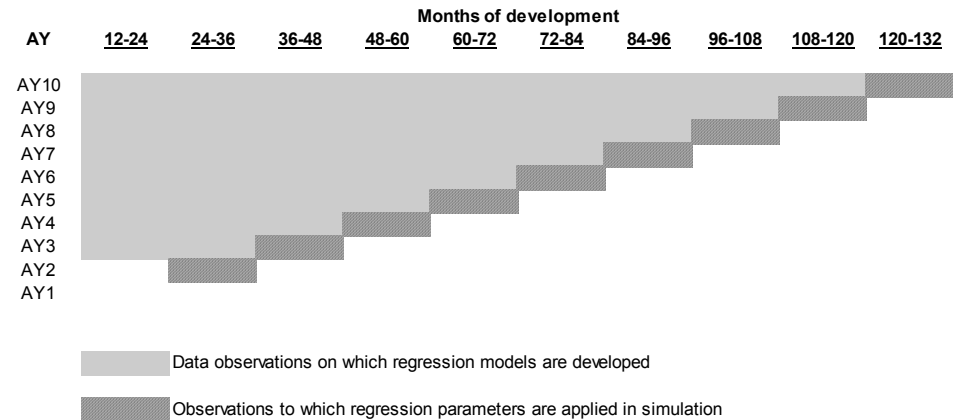 Months of development
AY 12-24 24-36 36-48 48-60 60-72 72-84 84-96 96-108 108-120 120-132
AY10
AY9
AY8
AY7
AY6
AY5
AY4
AY3
AY2
AY1
Data observations on which regression models are developed
Observations to which regression parameters are applied in simulation